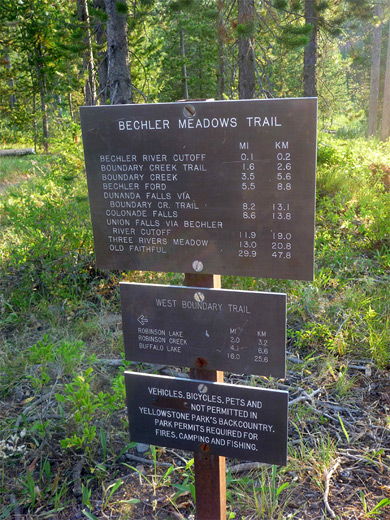 BECHLER MEADOWS TRAIL
MI KM
BECHLER RIVER CUTOFF 0.1 0.2
BOUNDARY CREEK TRAIL 1.6 2.6
BOUNDARY CREEK 3.5 5.6
BECHLER FORD 5.5 8.8
DUNANDA FALLS VIA
BOUNDARY CR. TRAIL 8.2 13.1
COLONADE FALLS 8.6 13.8
UNION FALLS VIA BECHLER
RIVER CUTOFF 11.9 19.0
THREE RIVERS MEADOW 13.0 20.8
OLD FAITHFUL 29.9 47.8
WEST BOUNDARY TRAIL
MI KM
ROBINSON LAKE 2.0 3.2
ROBINSON CREEK 4.1 6.6
BUFFALO LAKE 16.0 25.6
VEHICLES, BICYCLES, PETS AND
NOT PERMITTED IN
YELLOWSTONE PARK'S BACKCOUNTRY.
PARK PERMITS REQUIRED FOR
FIRES, CAMPING AND FISHING.